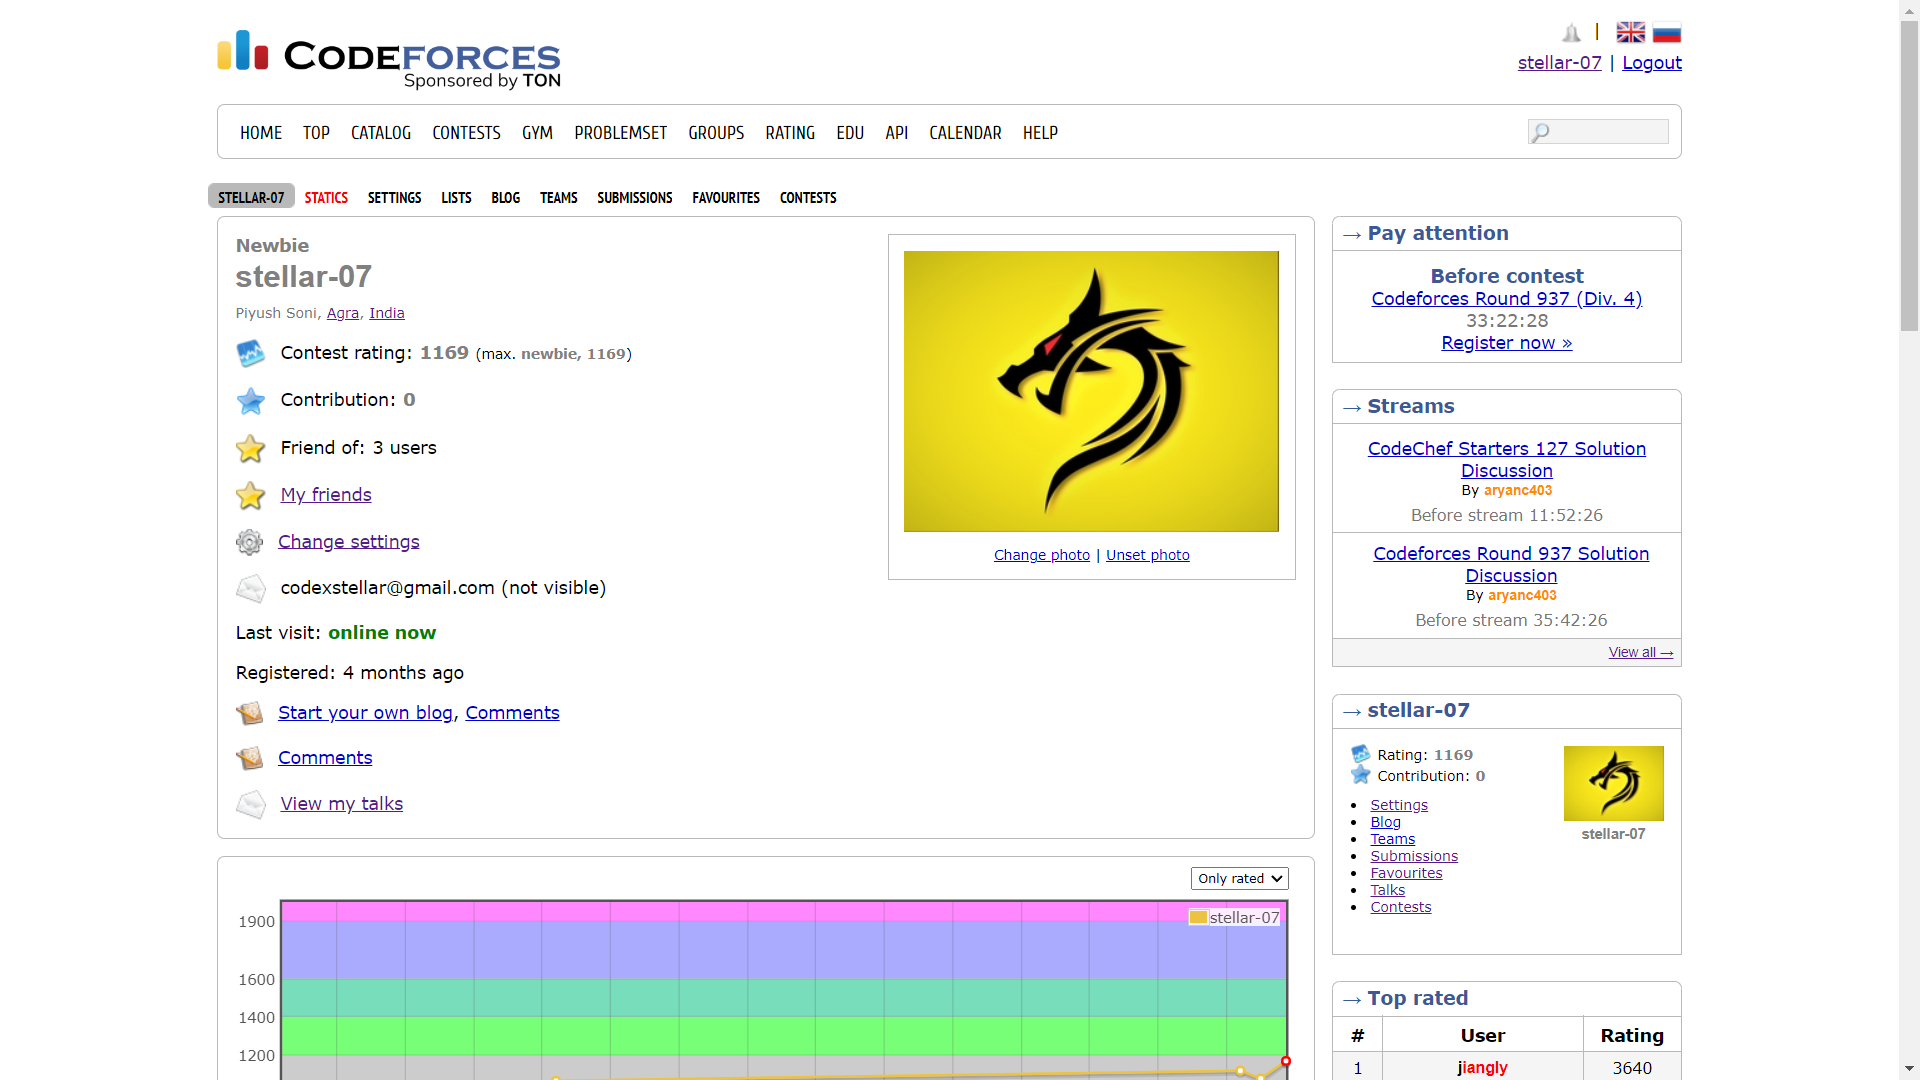 CODEFORCES
Sponsored by TON
|
stellar-07 | Logout
HOME TOP CATALOG CONTESTS GYM PROBLEMSET GROUPS RATING EDU API CALENDAR HELP
STELLAR-07 STATICS SETTINGS LISTS BLOG TEAMS SUBMISSIONS FAVOURITES CONTESTS
Newbie
stellar-07
Piyush Soni, Agra, India
Contest rating: 1169 (max. newbie, 1169)
Contribution: 0
Friend of: 3 users
My friends
Change settings
codexstellar@gmail.com (not visible)
Last visit: online now
Registered: 4 months ago
Start your own blog, Comments
Comments
View my talks
Change photo | Unset photo
Only rated
stellar-07
1900
1600
1400
1200
→ Pay attention
Before contest
Codeforces Round 937 (Div. 4)
33:22:28
Register now »
→ Streams
CodeChef Starters 127 Solution
Discussion
By aryanc403
Before stream 11:52:26
Codeforces Round 937 Solution
Discussion
By aryanc403
Before stream 35:42:26
View all →
→ stellar-07
Rating: 1169
Contribution: 0
• Settings
• Blog
• Teams
• Submissions
• Favourites
• Talks
• Contests
stellar-07
→ Top rated
# User Rating
1 jiangly 3640